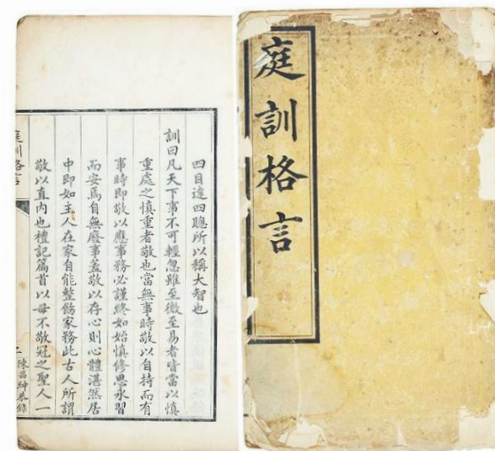 庭訓格言
四目達四聰所以稱大智也
訓曰凡天下事不可輕忽雖至微至易者皆當以慎
重處之慎重者敬也當無事時敬以自持而有
事時即敬以應事務必謹終如始慎修思永習
而安焉自無廢事蓋敬以存心則心體湛然居
中即如主人在家自能整飭家務此古人所謂
敬以直內也禮記篇首以毋不敬冠之聖人一
庭訓格言